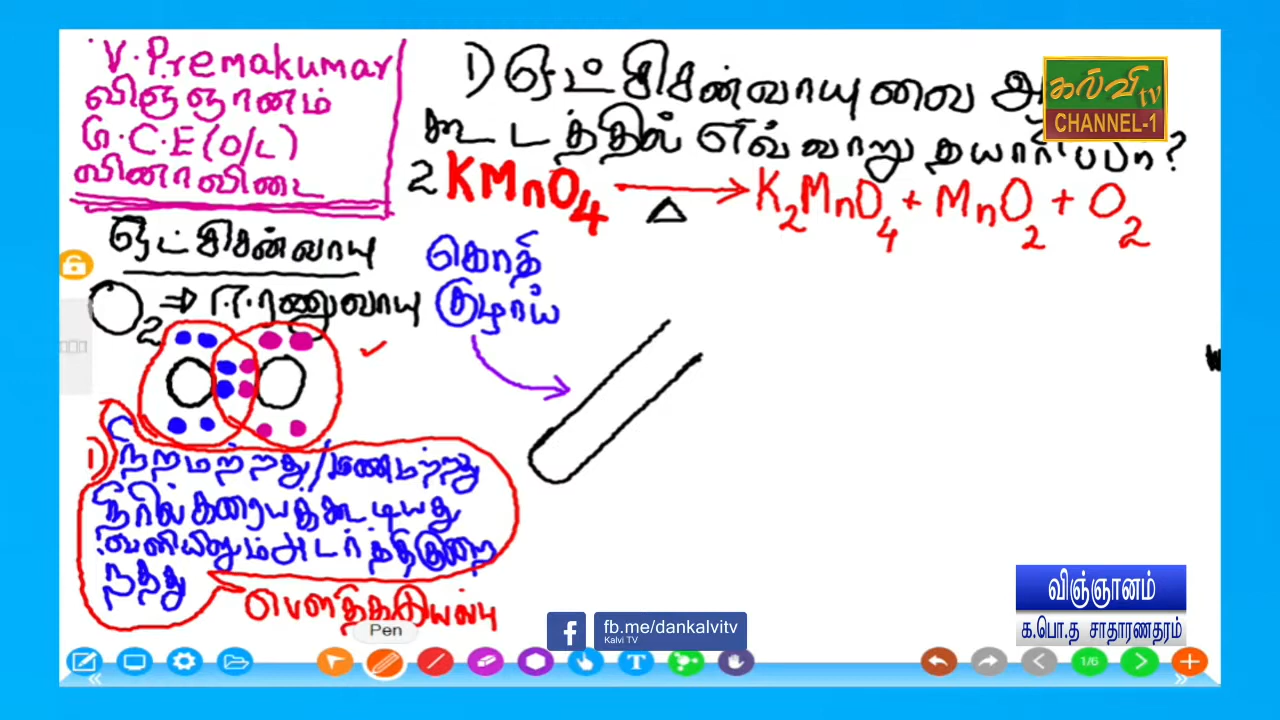 V. Premakumar
விஞ்ஞானம்
G.C.E(O/L)
வினாவிடை
1) ஒட்சிசன்வாயுவை
கூடத்தில் எவ்வாறு தயாரிப்பர்?
2 KMnO4 → K2MnO4 + MnO2 + O2
Δ
கல்வி tv
CHANNEL-1
ஒட்சிசன்வாயு
O2 ⇒ ஈரணுவாயு
கொதி
குழாய்
1) நிறமற்றது/மணமற்றது
நீரில் கரையக்கூடியது
வளியிலும் அடர்த்திகுறை
ந்தது
பௌதிகஇயல்பு
Pen
fb.me/dankalvitv
Kalvi TV
விஞ்ஞானம்
க.பொ.த சாதாரணதரம்
1/6